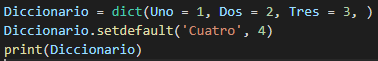 Diccionario = dict(Uno = 1, Dos = 2, Tres = 3, )
Diccionario.setdefault('Cuatro', 4)
print(Diccionario)